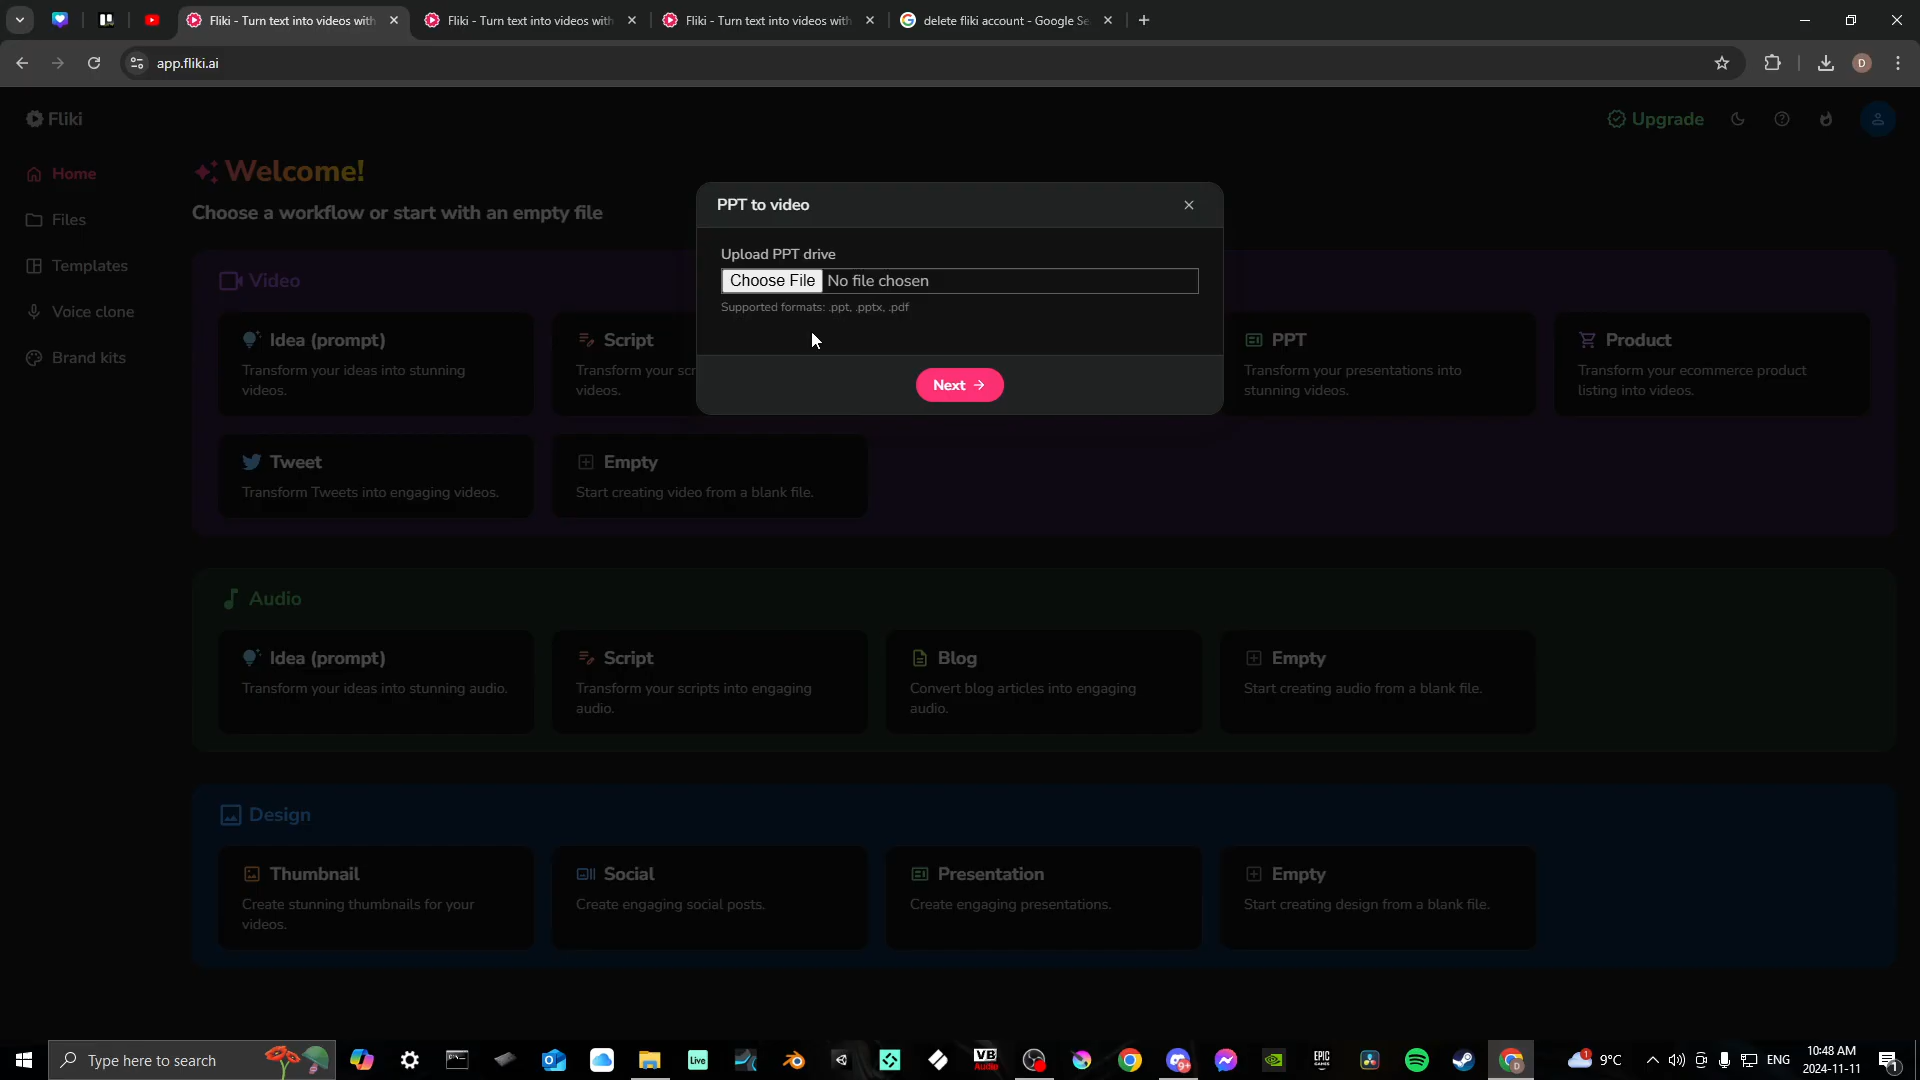 Fliki - Turn text into videos with
Fliki - Turn text into videos with
Fliki - Turn text into videos with
delete fliki account - Google Se
app.fliki.ai
D
Fliki
Upgrade
Home
Files
Templates
Voice clone
Brand kits
Welcome!
Choose a workflow or start with an empty file
PPT to video
Upload PPT drive
Choose File No file chosen
Supported formats: .ppt, .pptx, .pdf
Next
Video
Idea (prompt)
Transform your ideas into stunning
videos.
Script
Transform your scr
videos.
PPT
Transform your presentations into
stunning videos.
Product
Transform your ecommerce product
listing into videos.
Tweet
Transform Tweets into engaging videos.
Empty
Start creating video from a blank file.
Audio
Idea (prompt)
Transform your ideas into stunning audio.
Script
Transform your scripts into engaging
audio.
Blog
Convert blog articles into engaging
audio.
Empty
Start creating audio from a blank file.
Design
Thumbnail
Create stunning thumbnails for your
videos.
Social
Create engaging social posts.
Presentation
Create engaging presentations.
Empty
Start creating design from a blank file.
Type here to search
Live
VB
Audio
9+
EPIC
GAMES
D
1
9°C
ENG
10:48 AM
2024-11-11
1